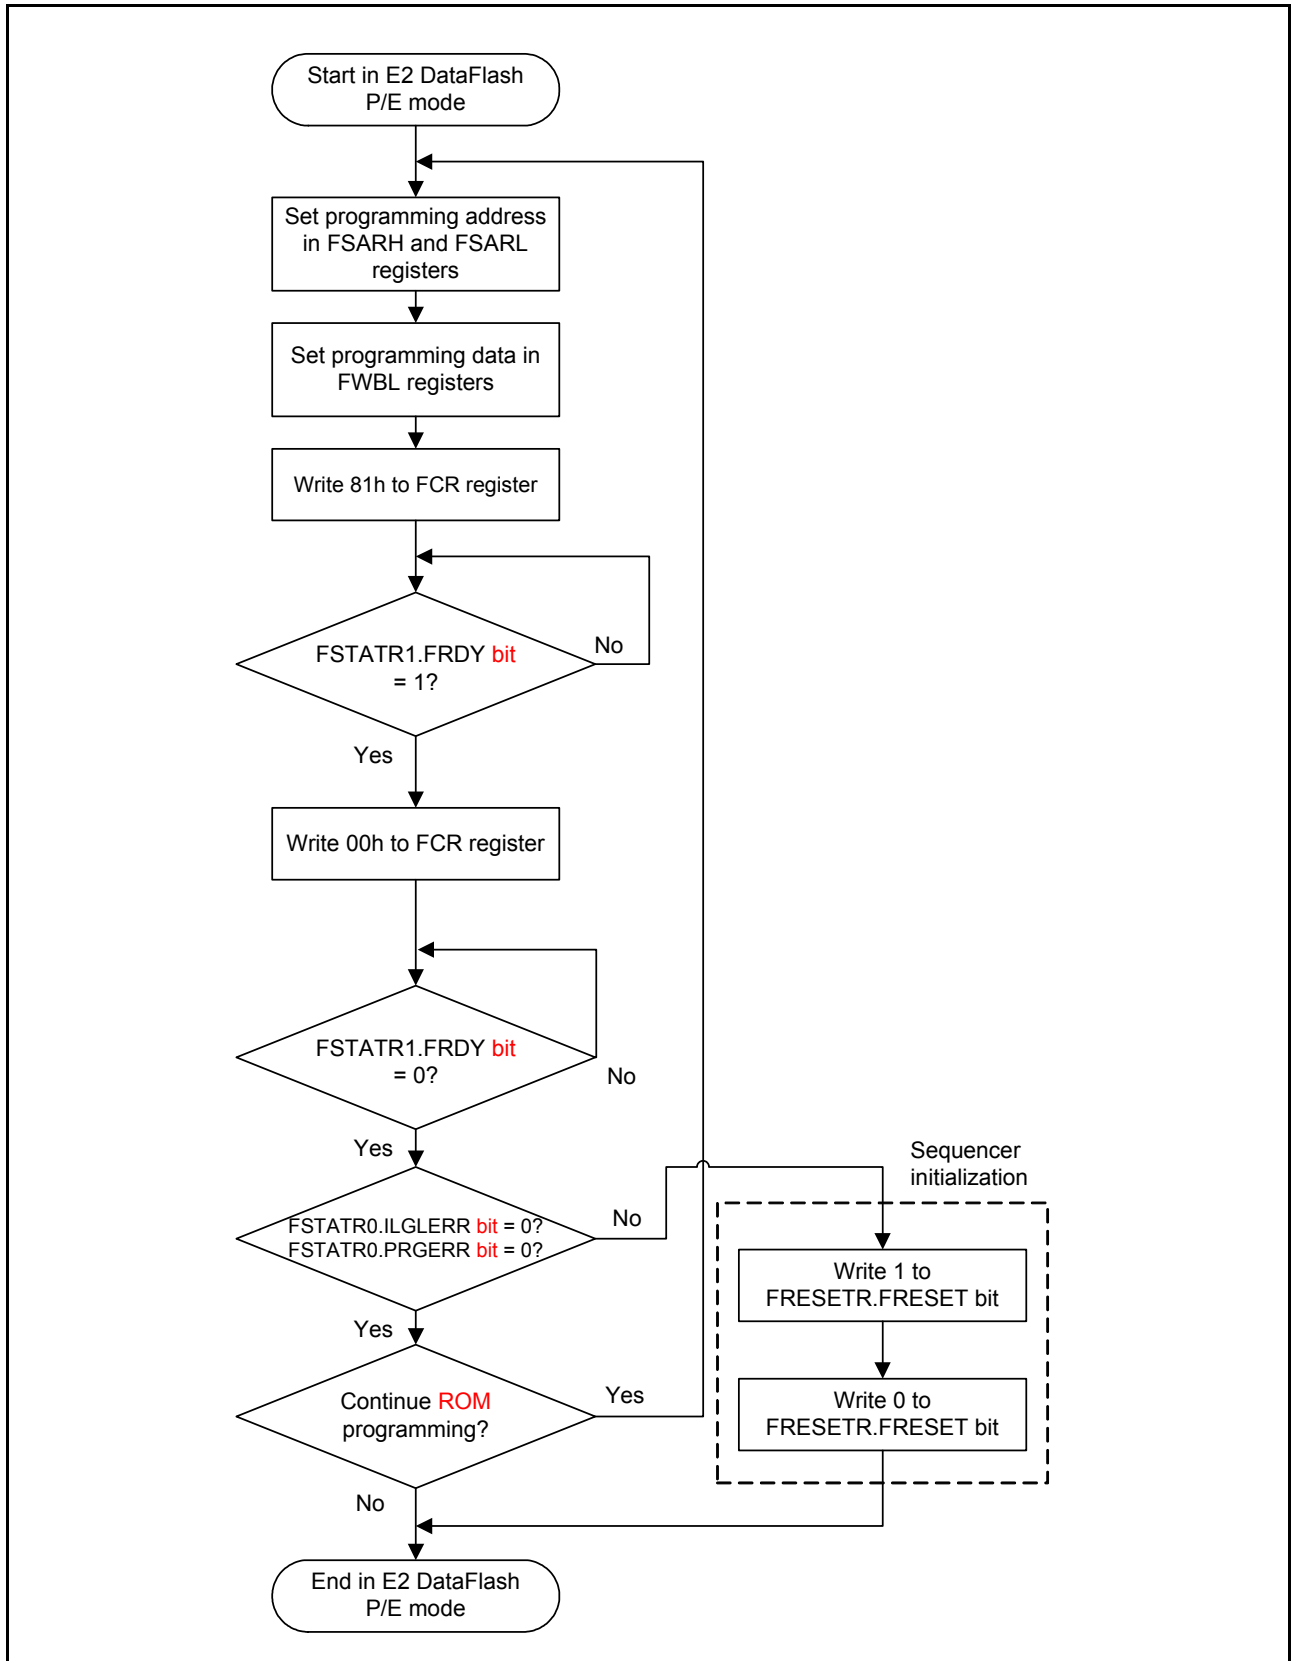 Start in E2 DataFlash
P/E mode
Set programming address
in FSARH and FSARL
registers
Set programming data in
FWBL registers
Write 81h to FCR register
FSTATR1.FRDY bit
= 1?
No
Yes
Write 00h to FCR register
FSTATR1.FRDY bit
= 0?
No
Yes
FSTATR0.ILGLERR bit = 0?
FSTATR0.PRGERR bit = 0?
No
Sequencer
initialization
Write 1 to
FRESETR.FRESET bit
Write 0 to
FRESETR.FRESET bit
Yes
Continue ROM
programming?
Yes
No
End in E2 DataFlash
P/E mode